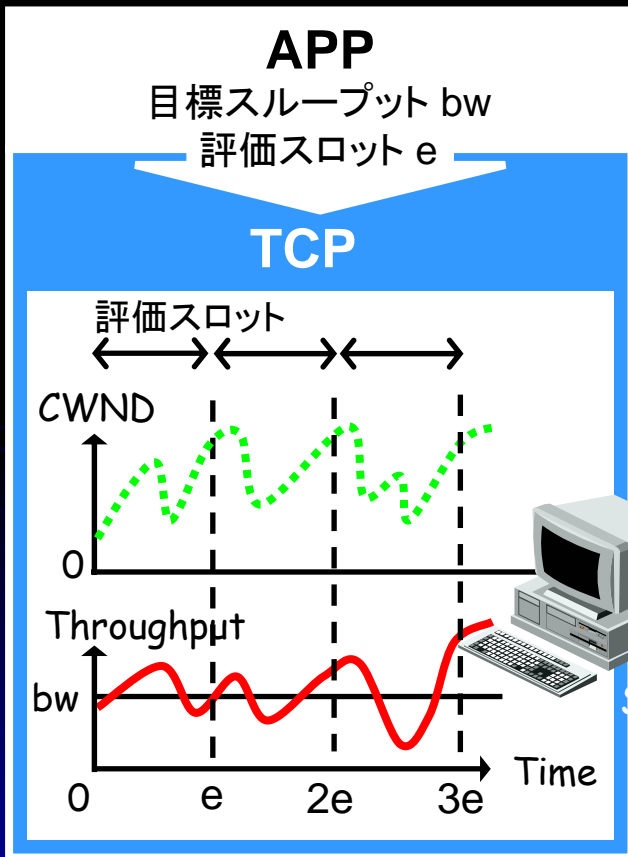 APP
目標スループット bw
評価スロット e
TCP
評価スロット
CWND
0
Throughput
bw
0 e 2e 3e Time